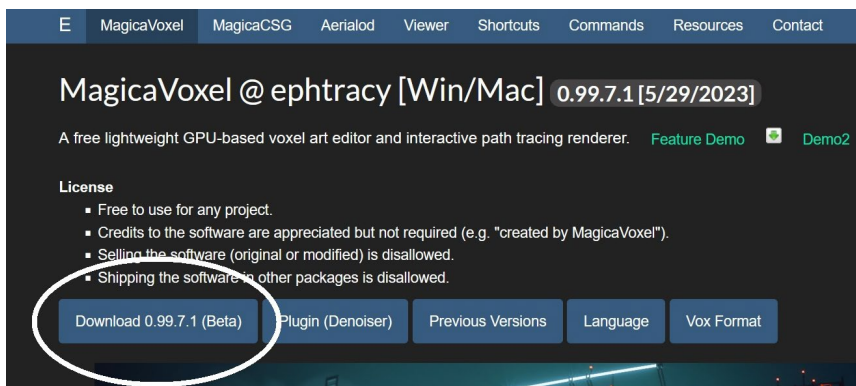 E MagicaVoxel MagicaCSG Aerialod Viewer Shortcuts Commands Resources Contact
MagicaVoxel @ ephtracy [Win/Mac] 0.99.7.1 [5/29/2023]
A free lightweight GPU-based voxel art editor and interactive path tracing renderer. Feature Demo Demo2
License
▪ Free to use for any project.
▪ Credits to the software are appreciated but not required (e.g. "created by MagicaVoxel").
▪ Selling the software (original or modified) is disallowed.
▪ Shipping the software in other packages is disallowed.
Download 0.99.7.1 (Beta) Plugin (Denoiser) Previous Versions Language Vox Format